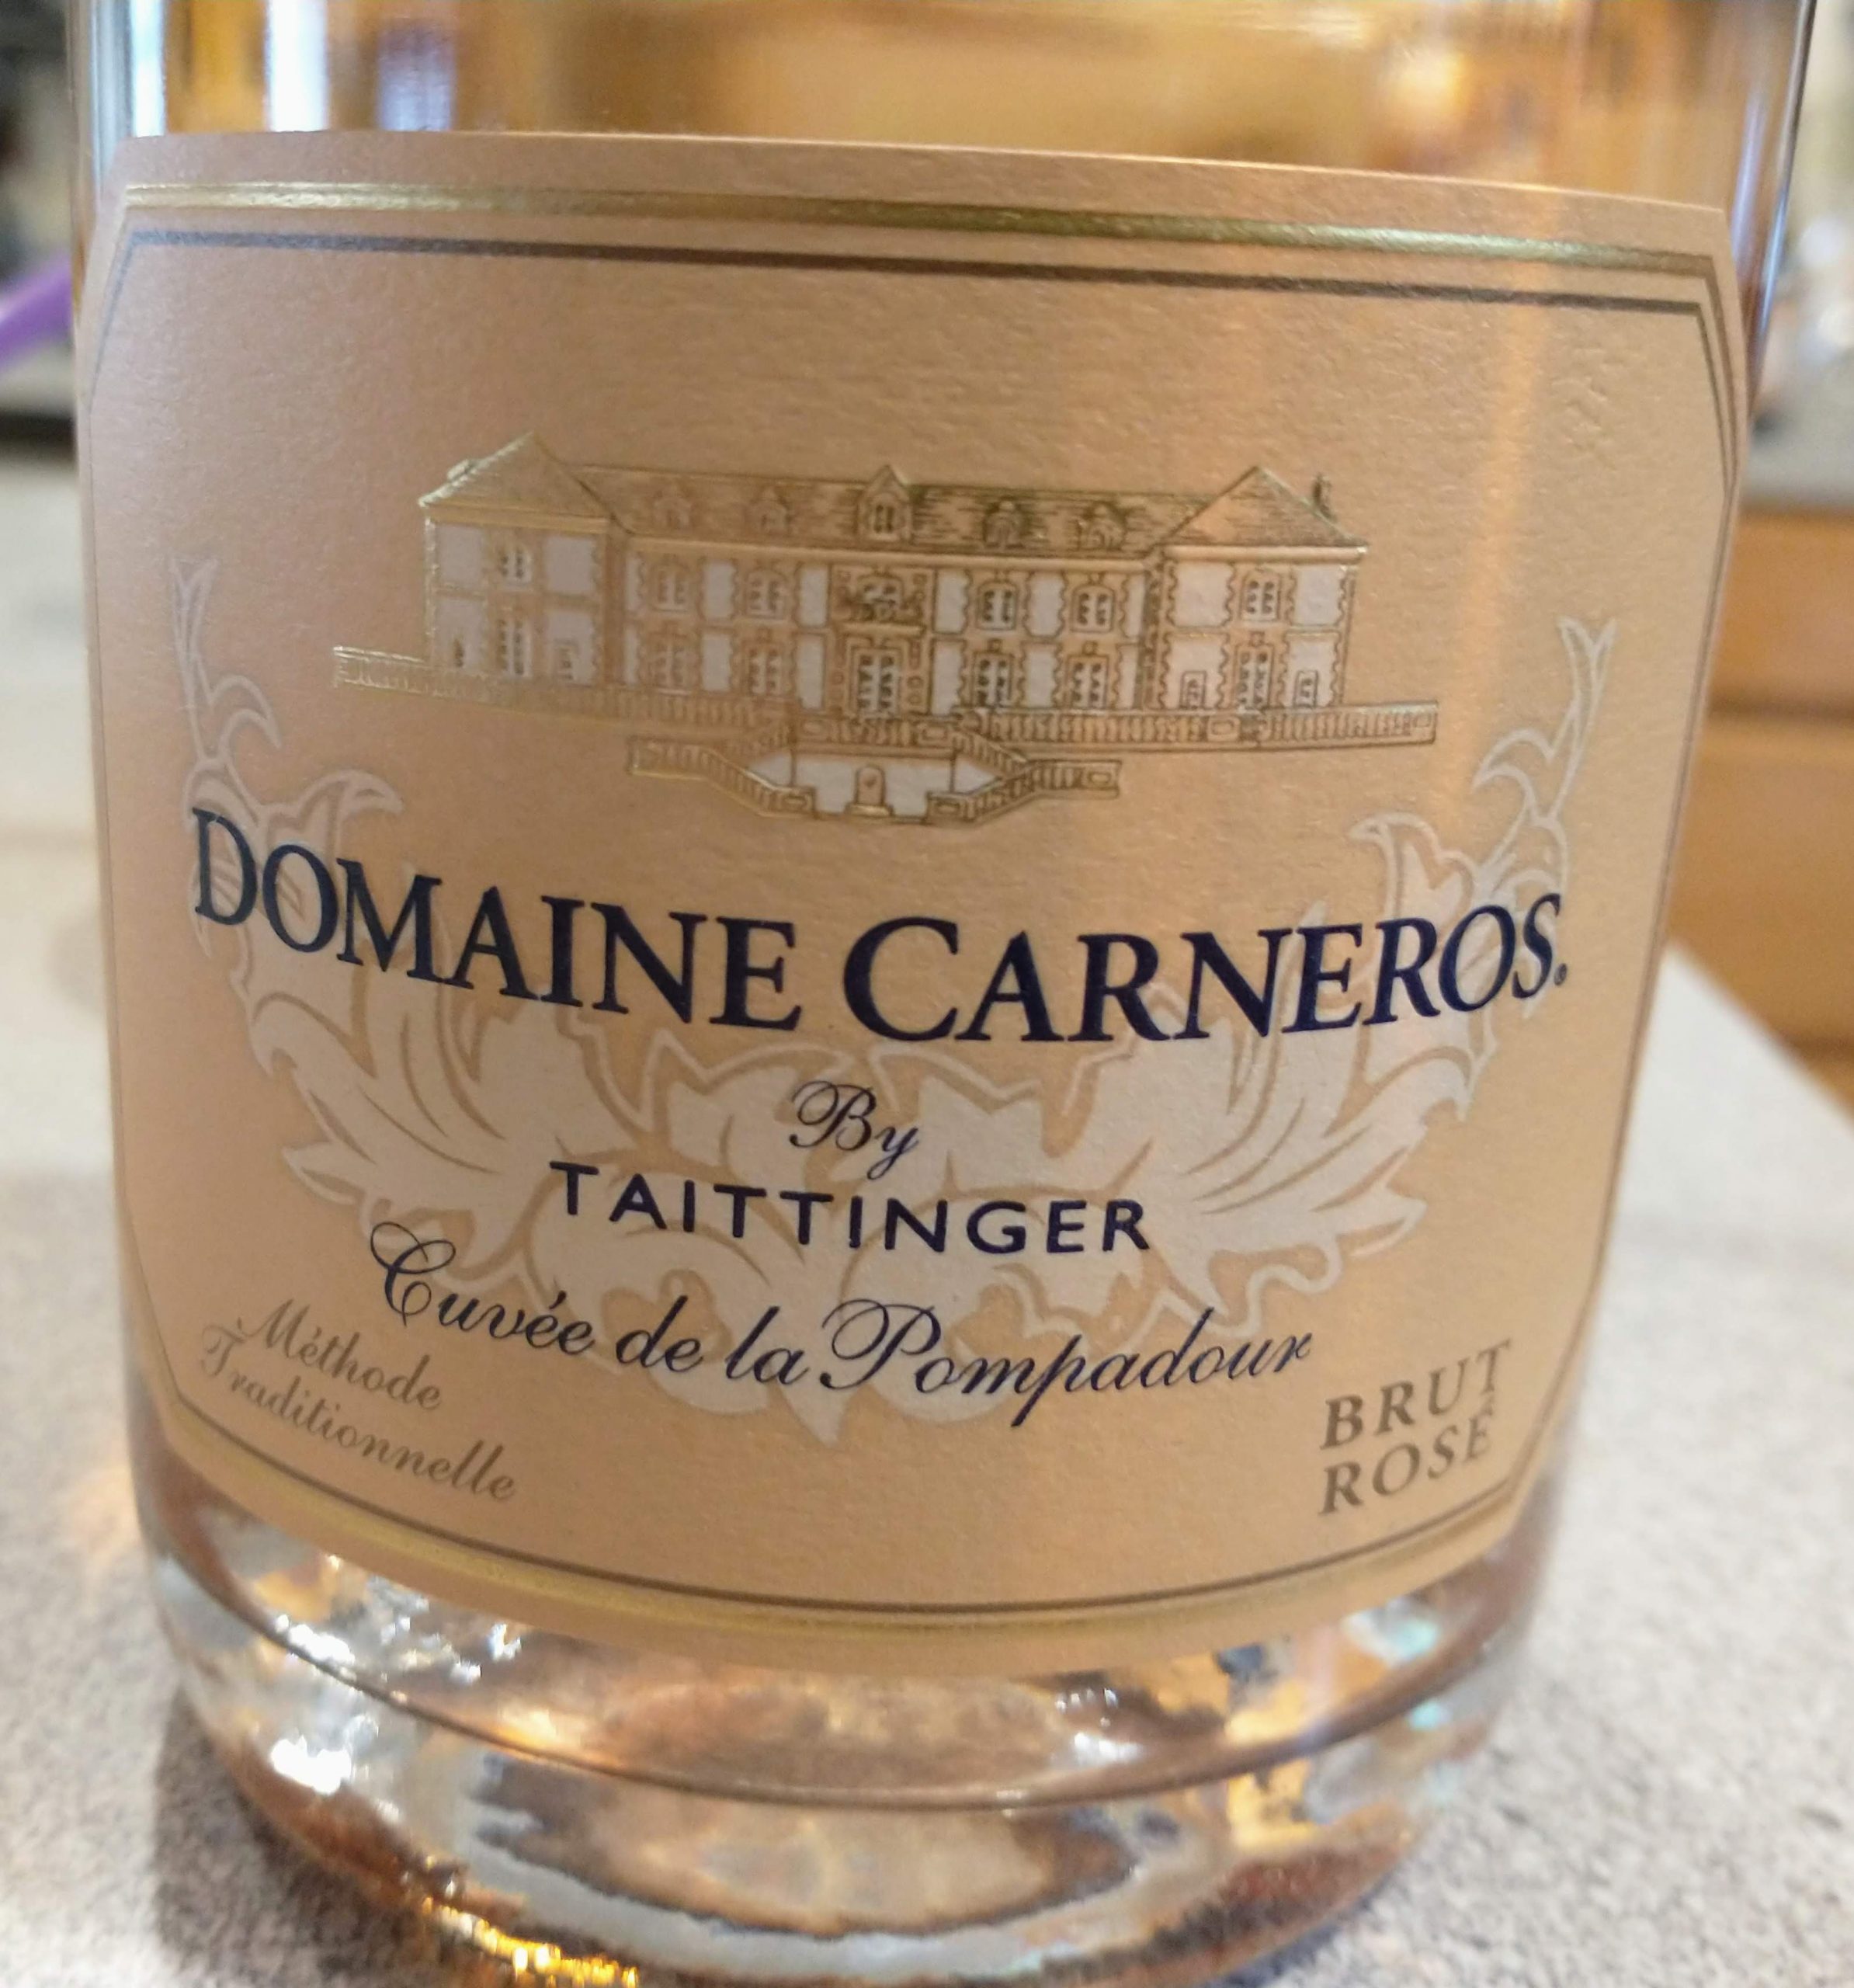 DOMAINE CARNEROS.
By
TAITTINGER
Cuvée de la Pompadour
Méthode
Traditionnelle
BRUT
ROSÉ